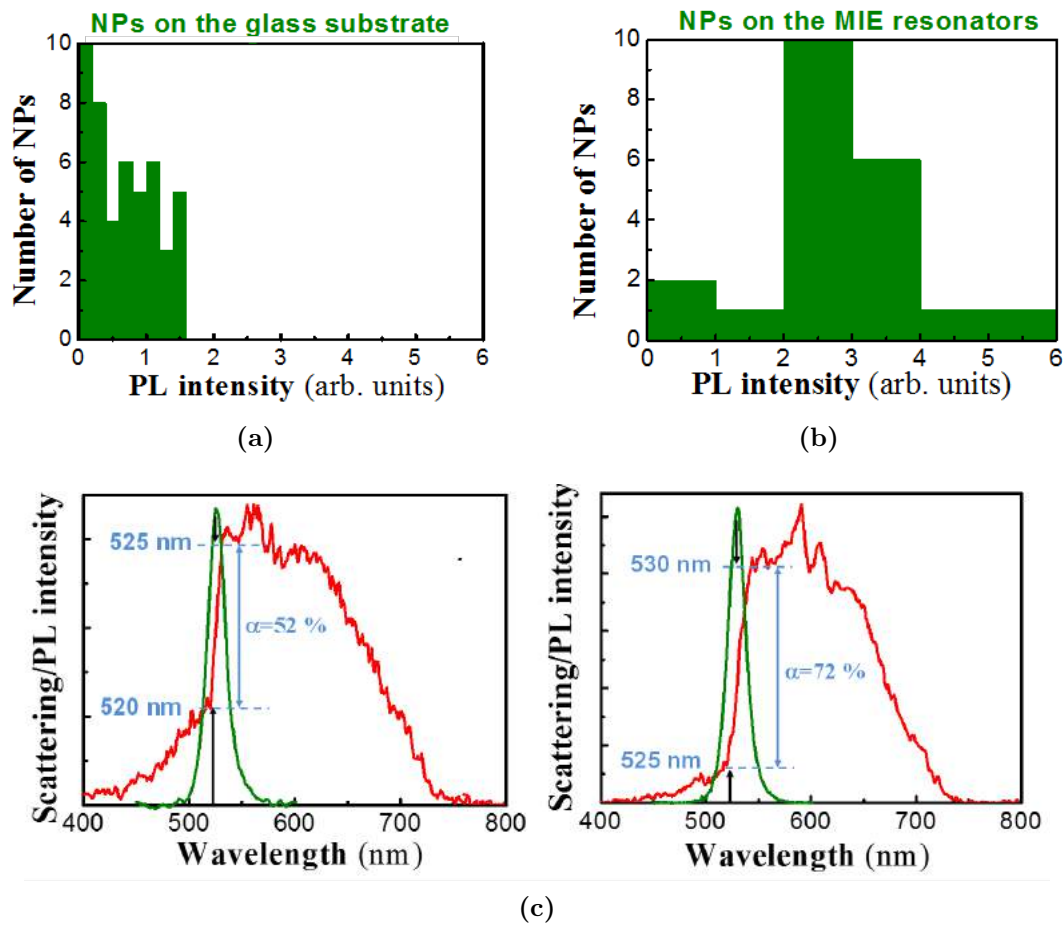 NPs on the glass substrate
10
8
6
4
2
0
Number of NPs
0 1 2 3 4 5 6
PL intensity (arb. units)
(a)
NPs on the MIE resonators
10
8
6
4
2
0
Number of NPs
0 1 2 3 4 5 6
PL intensity (arb. units)
(b)
Scattering/PL intensity
525 nm
α=52 %
520 nm
400 500 600 700 800
Wavelength (nm)
Scattering/PL intensity
530 nm
α=72 %
525 nm
400 500 600 700 800
Wavelength (nm)
(c)